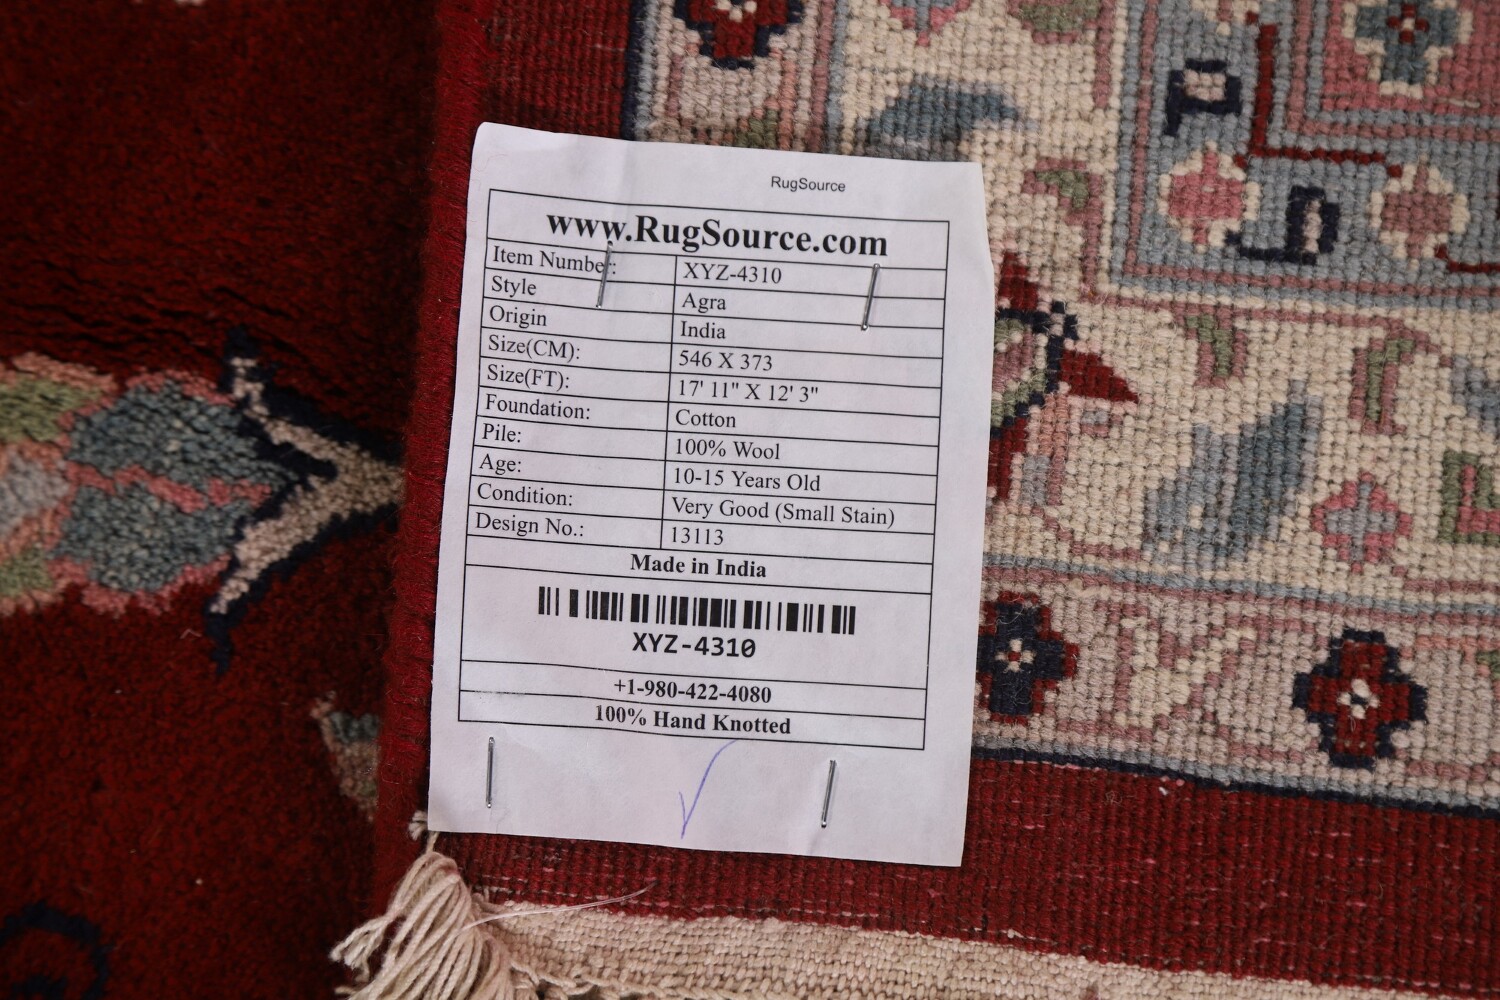 RugSource
www.RugSource.com
Item Number: XYZ-4310
Style Agra
Origin India
Size(CM): 546 X 373
Size(FT): 17' 11" X 12' 3"
Foundation: Cotton
Pile: 100% Wool
Age: 10-15 Years Old
Condition: Very Good (Small Stain)
Design No.: 13113
Made in India
XYZ-4310
+1-980-422-4080
100% Hand Knotted